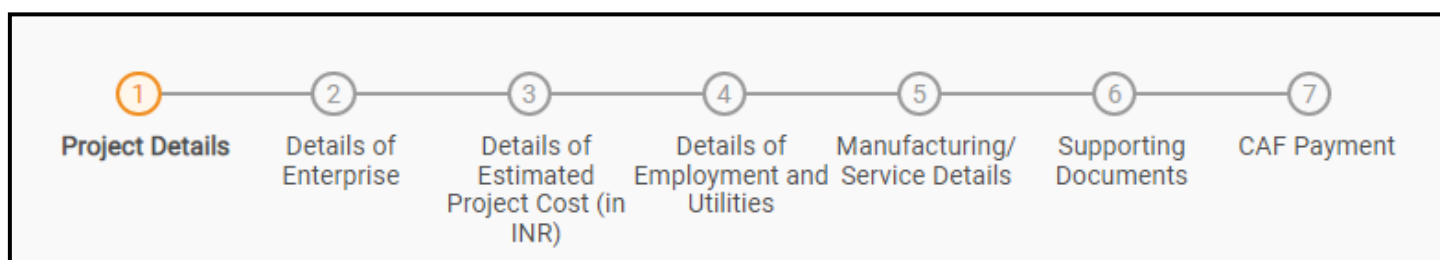 1 2 3 4 5 6 7
Project Details
Details of
Enterprise
Details of
Estimated
Project Cost (in
INR)
Details of
Employment and
Utilities
Manufacturing/
Service Details
Supporting
Documents
CAF Payment